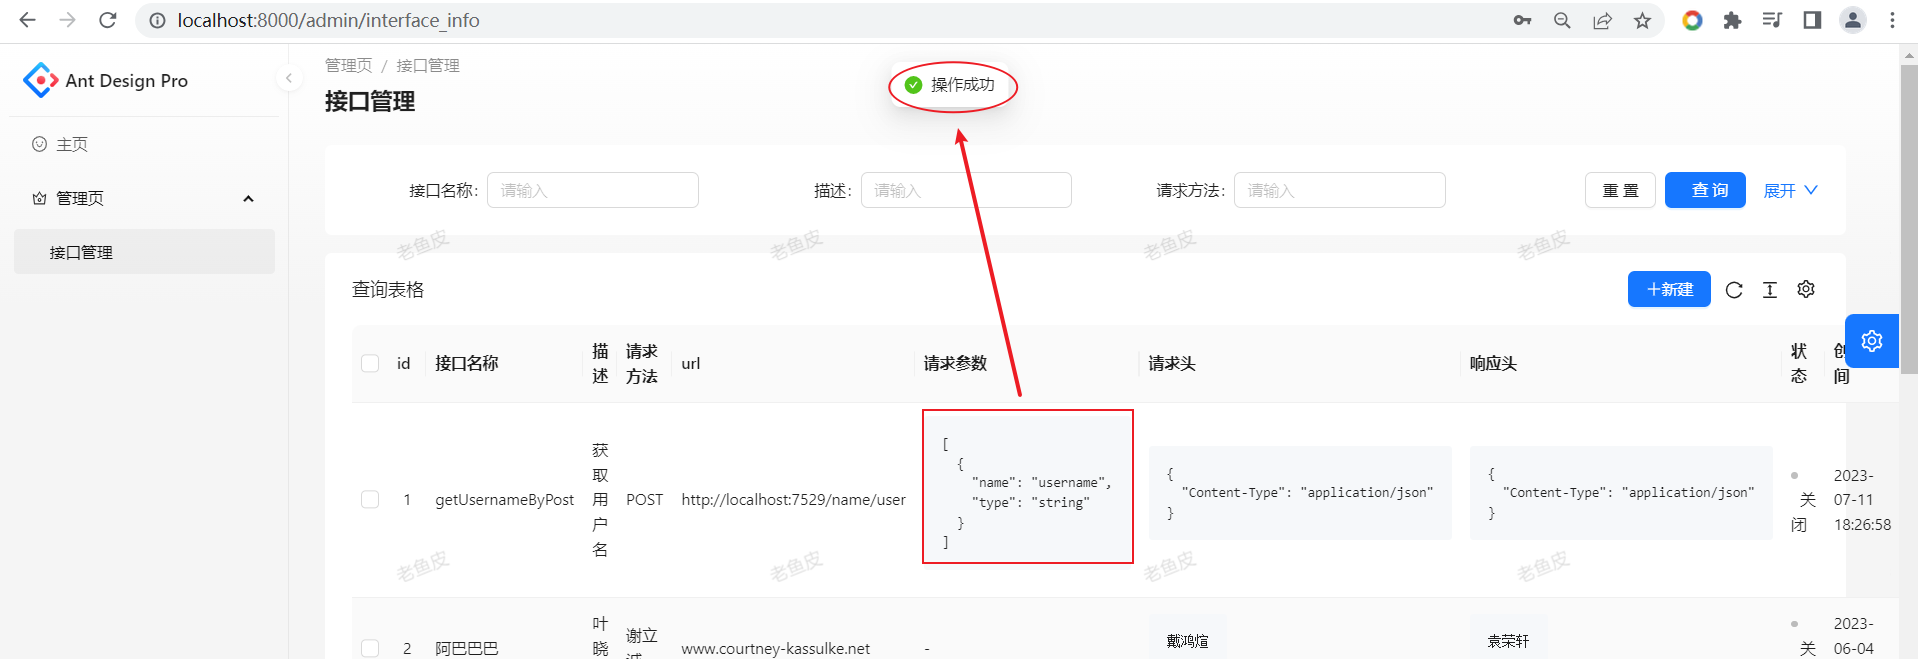 localhost:8000/admin/interface_info
Ant Design Pro
主页
管理页
接口管理
管理页 / 接口管理
接口管理
操作成功
接口名称: 请输入
描述: 请输入
请求方法: 请输入
重 置
查 询
展开
老鱼皮 老鱼皮 老鱼皮 老鱼皮
查询表格
+新建
id 接口名称 描述 请求方法 url 请求参数 请求头 响应头 状态 创 间
1 getUsernameByPost 获取用户名 POST http://localhost:7529/name/user
[
{
"name": "username",
"type": "string"
}
]
{
"Content-Type": "application/json"
}
{
"Content-Type": "application/json"
}
关闭
2023-
07-11
18:26:58
老鱼皮 老鱼皮 老鱼皮 老鱼皮
2 阿巴巴巴 叶晓 谢立 www.courtney-kassulke.net - 戴鸿煊 袁荣轩 关
2023-
06-04